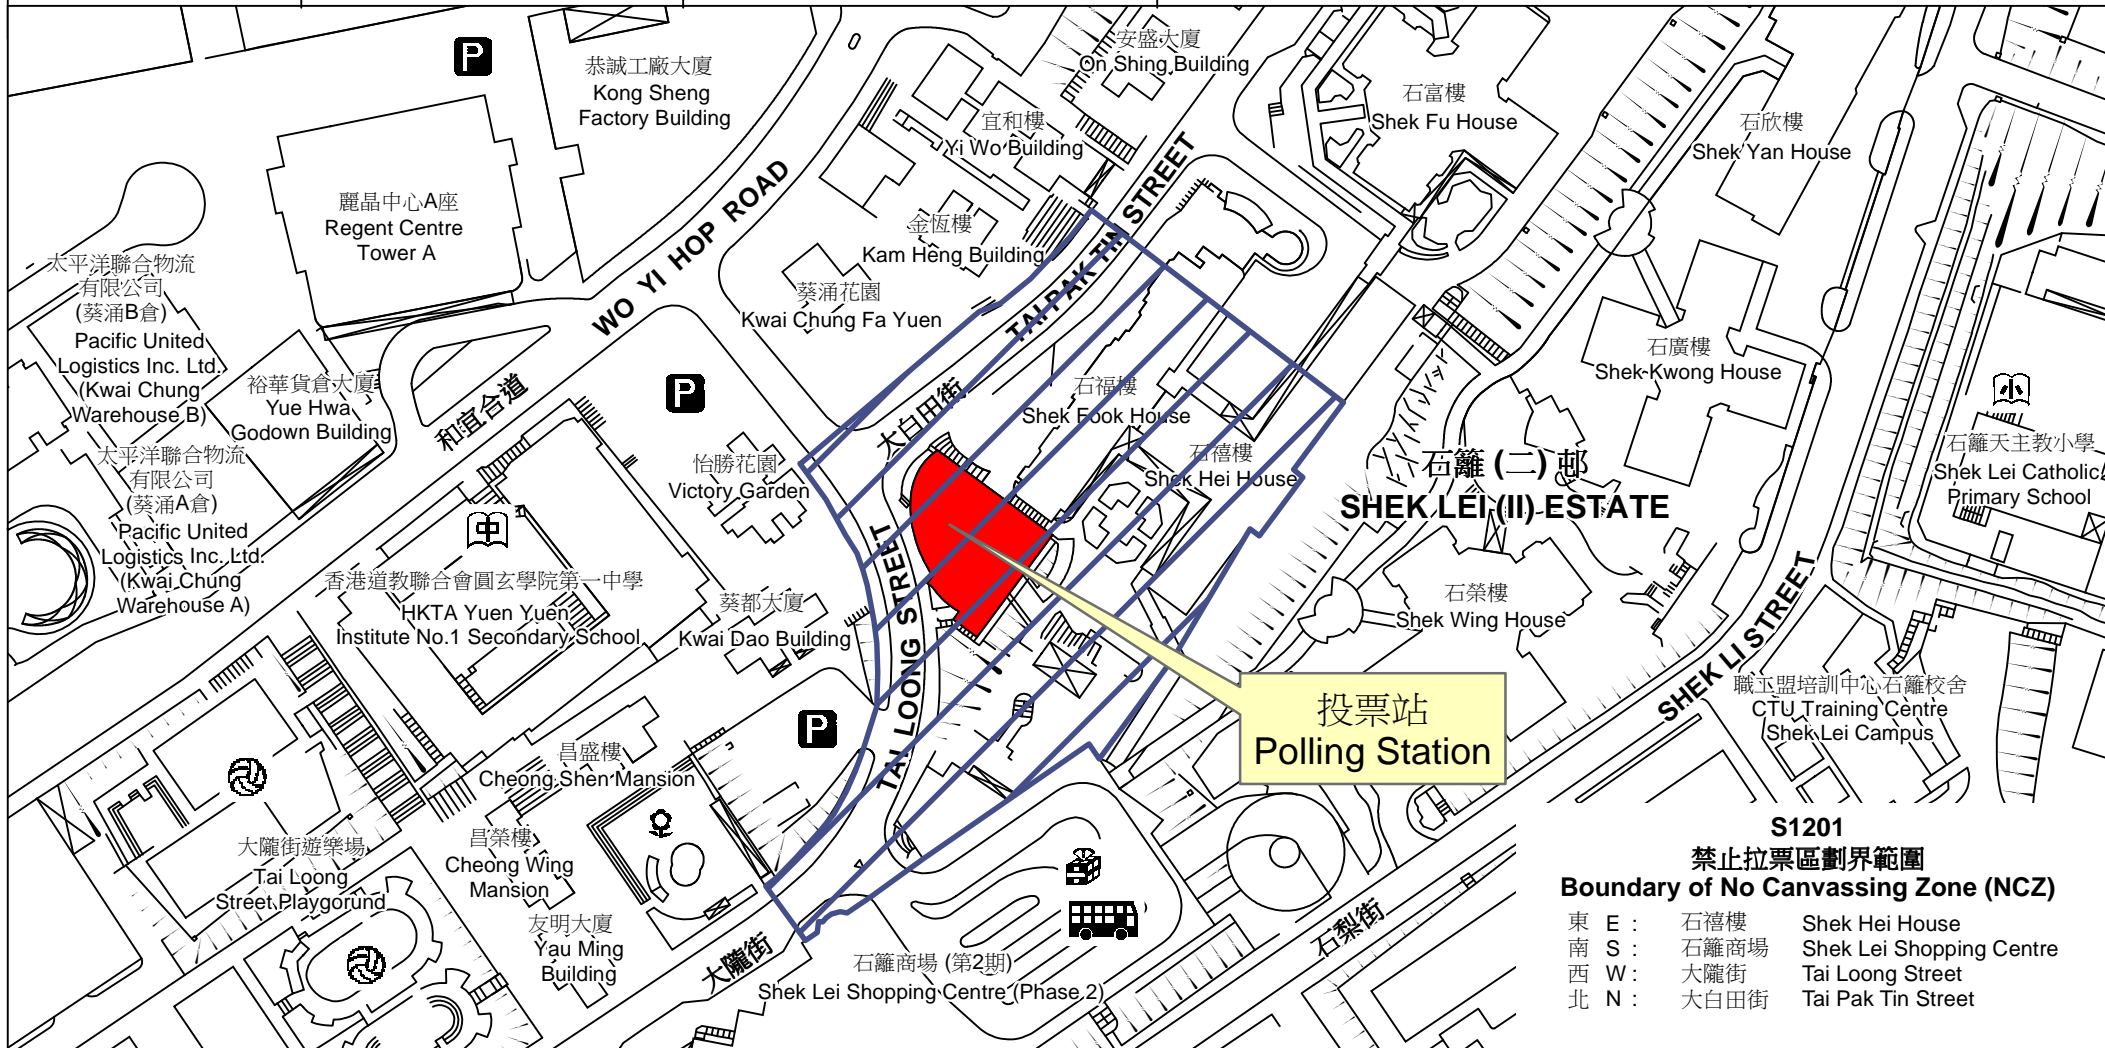 安盛大廈
On Shing Building
恭誠工廠大廈
Kong Sheng
Factory Building
P
宜和樓
Yi Wo Building
石富樓
Shek Fu House
石欣樓
Shek Yan House
麗晶中心A座
Regent Centre
Tower A
WO YI HOP ROAD
金恆樓
Kam Heng Building
TAI PAK TIN STREET
太平洋聯合物流
有限公司
(葵涌B倉)
Pacific United
Logistics Inc. Ltd.
(Kwai Chung
Warehouse B)
葵涌花園
Kwai Chung Fa Yuen
石廣樓
Shek Kwong House
裕華貨倉大廈
Yue Hwa
Godown Building
和宜合道
P
大白田街
石福樓
Shek Fook House
石禧樓
Shek Hei House
石籬 (二) 邨
SHEK LEI (II) ESTATE
小
石籬天主教小學
Shek Lei Catholic
Primary School
太平洋聯合物流
有限公司
(葵涌A倉)
Pacific United
Logistics Inc. Ltd.
(Kwai Chung
Warehouse A)
怡勝花園
Victory Garden
中
香港道教聯合會圓玄學院第一中學
HKTA Yuen Yuen
Institute No.1 Secondary School
葵都大廈
Kwai Dao Building
TAI LOONG STREET
石榮樓
Shek Wing House
SHEK LI STREET
投票站
Polling Station
職工盟培訓中心石籬校舍
CTU Training Centre
Shek Lei Campus
P
昌盛樓
Cheong Shen Mansion
昌榮樓
Cheong Wing
Mansion
大隴街遊樂場
Tai Loong
Street Playgorund
友明大廈
Yau Ming
Building
大隴街
石籬商場 (第2期)
Shek Lei Shopping Centre (Phase 2)
石梨街
S1201
禁止拉票區劃界範圍
Boundary of No Canvassing Zone (NCZ)
東 E : 石禧樓 Shek Hei House
南 S : 石籬商場 Shek Lei Shopping Centre
西 W : 大隴街 Tai Loong Street
北 N : 大白田街 Tai Pak Tin Street